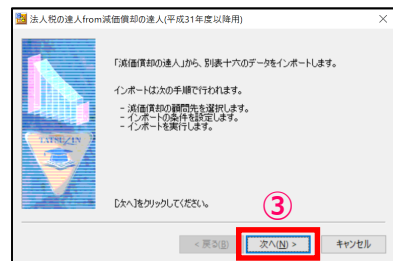 法人税の達人from減価償却の達人(平成31年度以降用)
「減価償却の達人」から、別表十六のデータをインポートします。
インポートは次の手順で行われます。
- 減価償却の顧問先を選択します。
- インポートの条件を設定します。
- インポートを実行します。
TATSUZIN
[次へ]をクリックしてください。
③
< 戻る(B) 次へ(N) > キャンセル